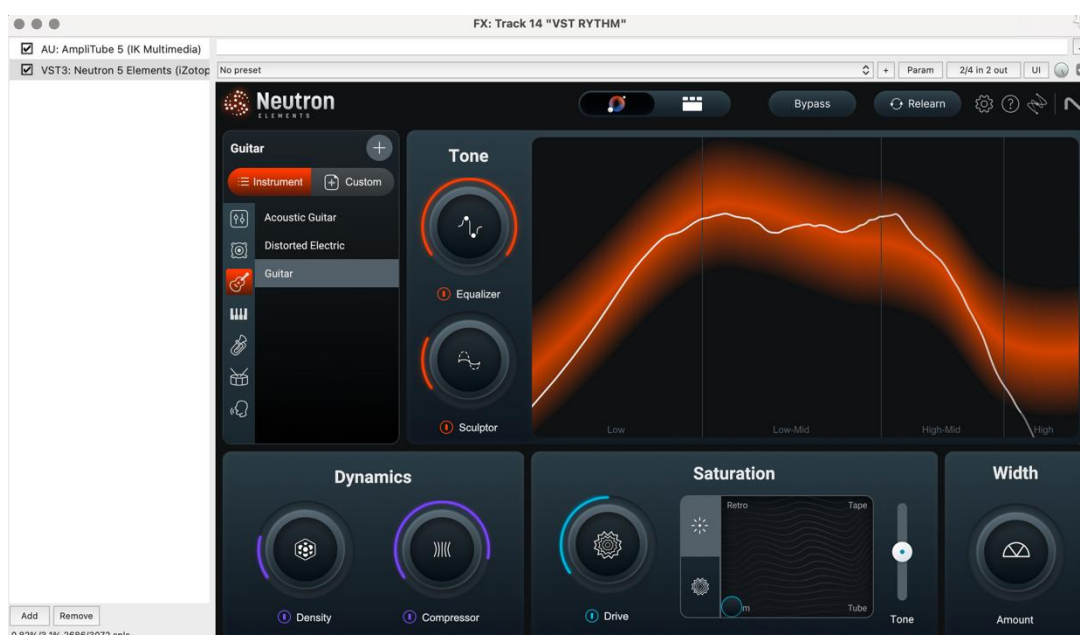 FX: Track 14 "VST RYTHM"
AU: AmpliTube 5 (IK Multimedia)
VST3: Neutron 5 Elements (iZotop
No preset
+
Param
2/4 in 2 out
UI
Neutron
ELEMENTS
Bypass
Relearn
Guitar
Instrument
Custom
Acoustic Guitar
Distorted Electric
Guitar
Tone
Equalizer
Sculptor
Low
Low-Mid
High-Mid
High
Dynamics
Density
Compressor
Saturation
Drive
Retro
Tape
m
Tube
Tone
Width
Amount
Add
Remove